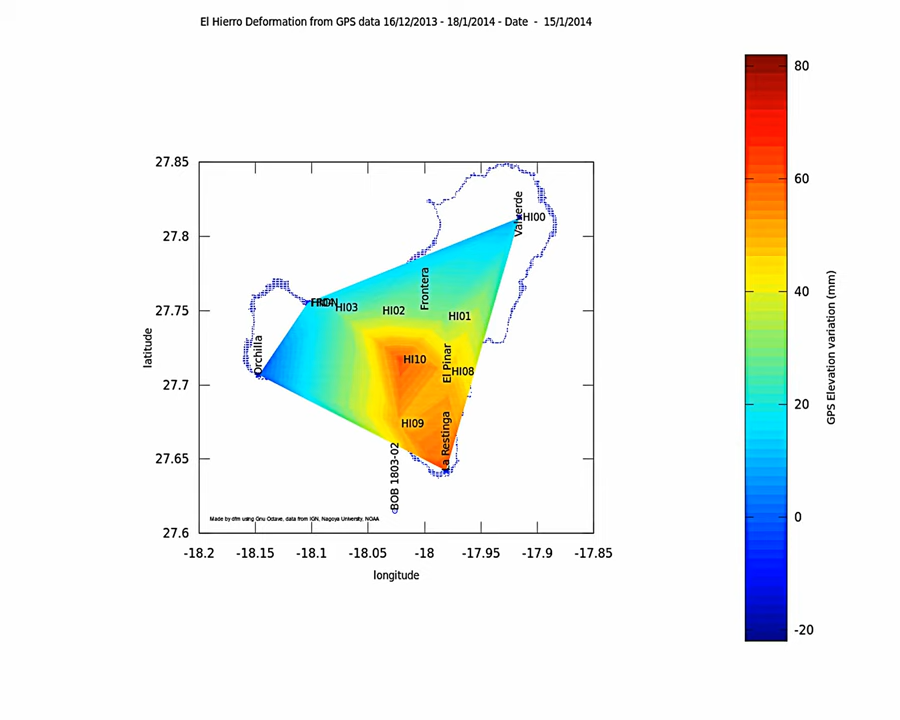 El Hierro Deformation from GPS data 16/12/2013 - 18/1/2014 - Date - 15/1/2014
80
60
40
20
0
-20
GPS Elevation variation (mm)
27.85
27.8
27.75
27.7
27.65
27.6
latitude
-18.2
-18.15
-18.1
-18.05
-18
-17.95
-17.9
-17.85
longitude
Valverde
HI00
Frontera
HI03
HI02
HI01
Orchilla
HI10
El Pinar
HI08
HI09
La Restinga
BOB 1803-02
Made by dfm using Gnu Octave, data from IGN, Nagoya University, NOAA